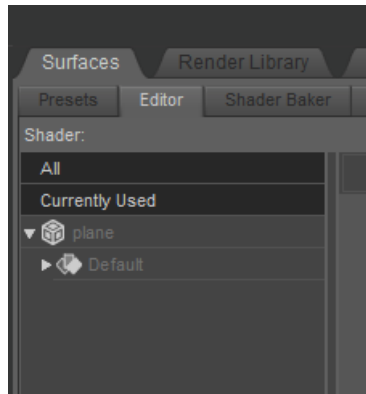 Surfaces Render Library
Presets Editor Shader Baker
Shader:
All
Currently Used
plane
Default